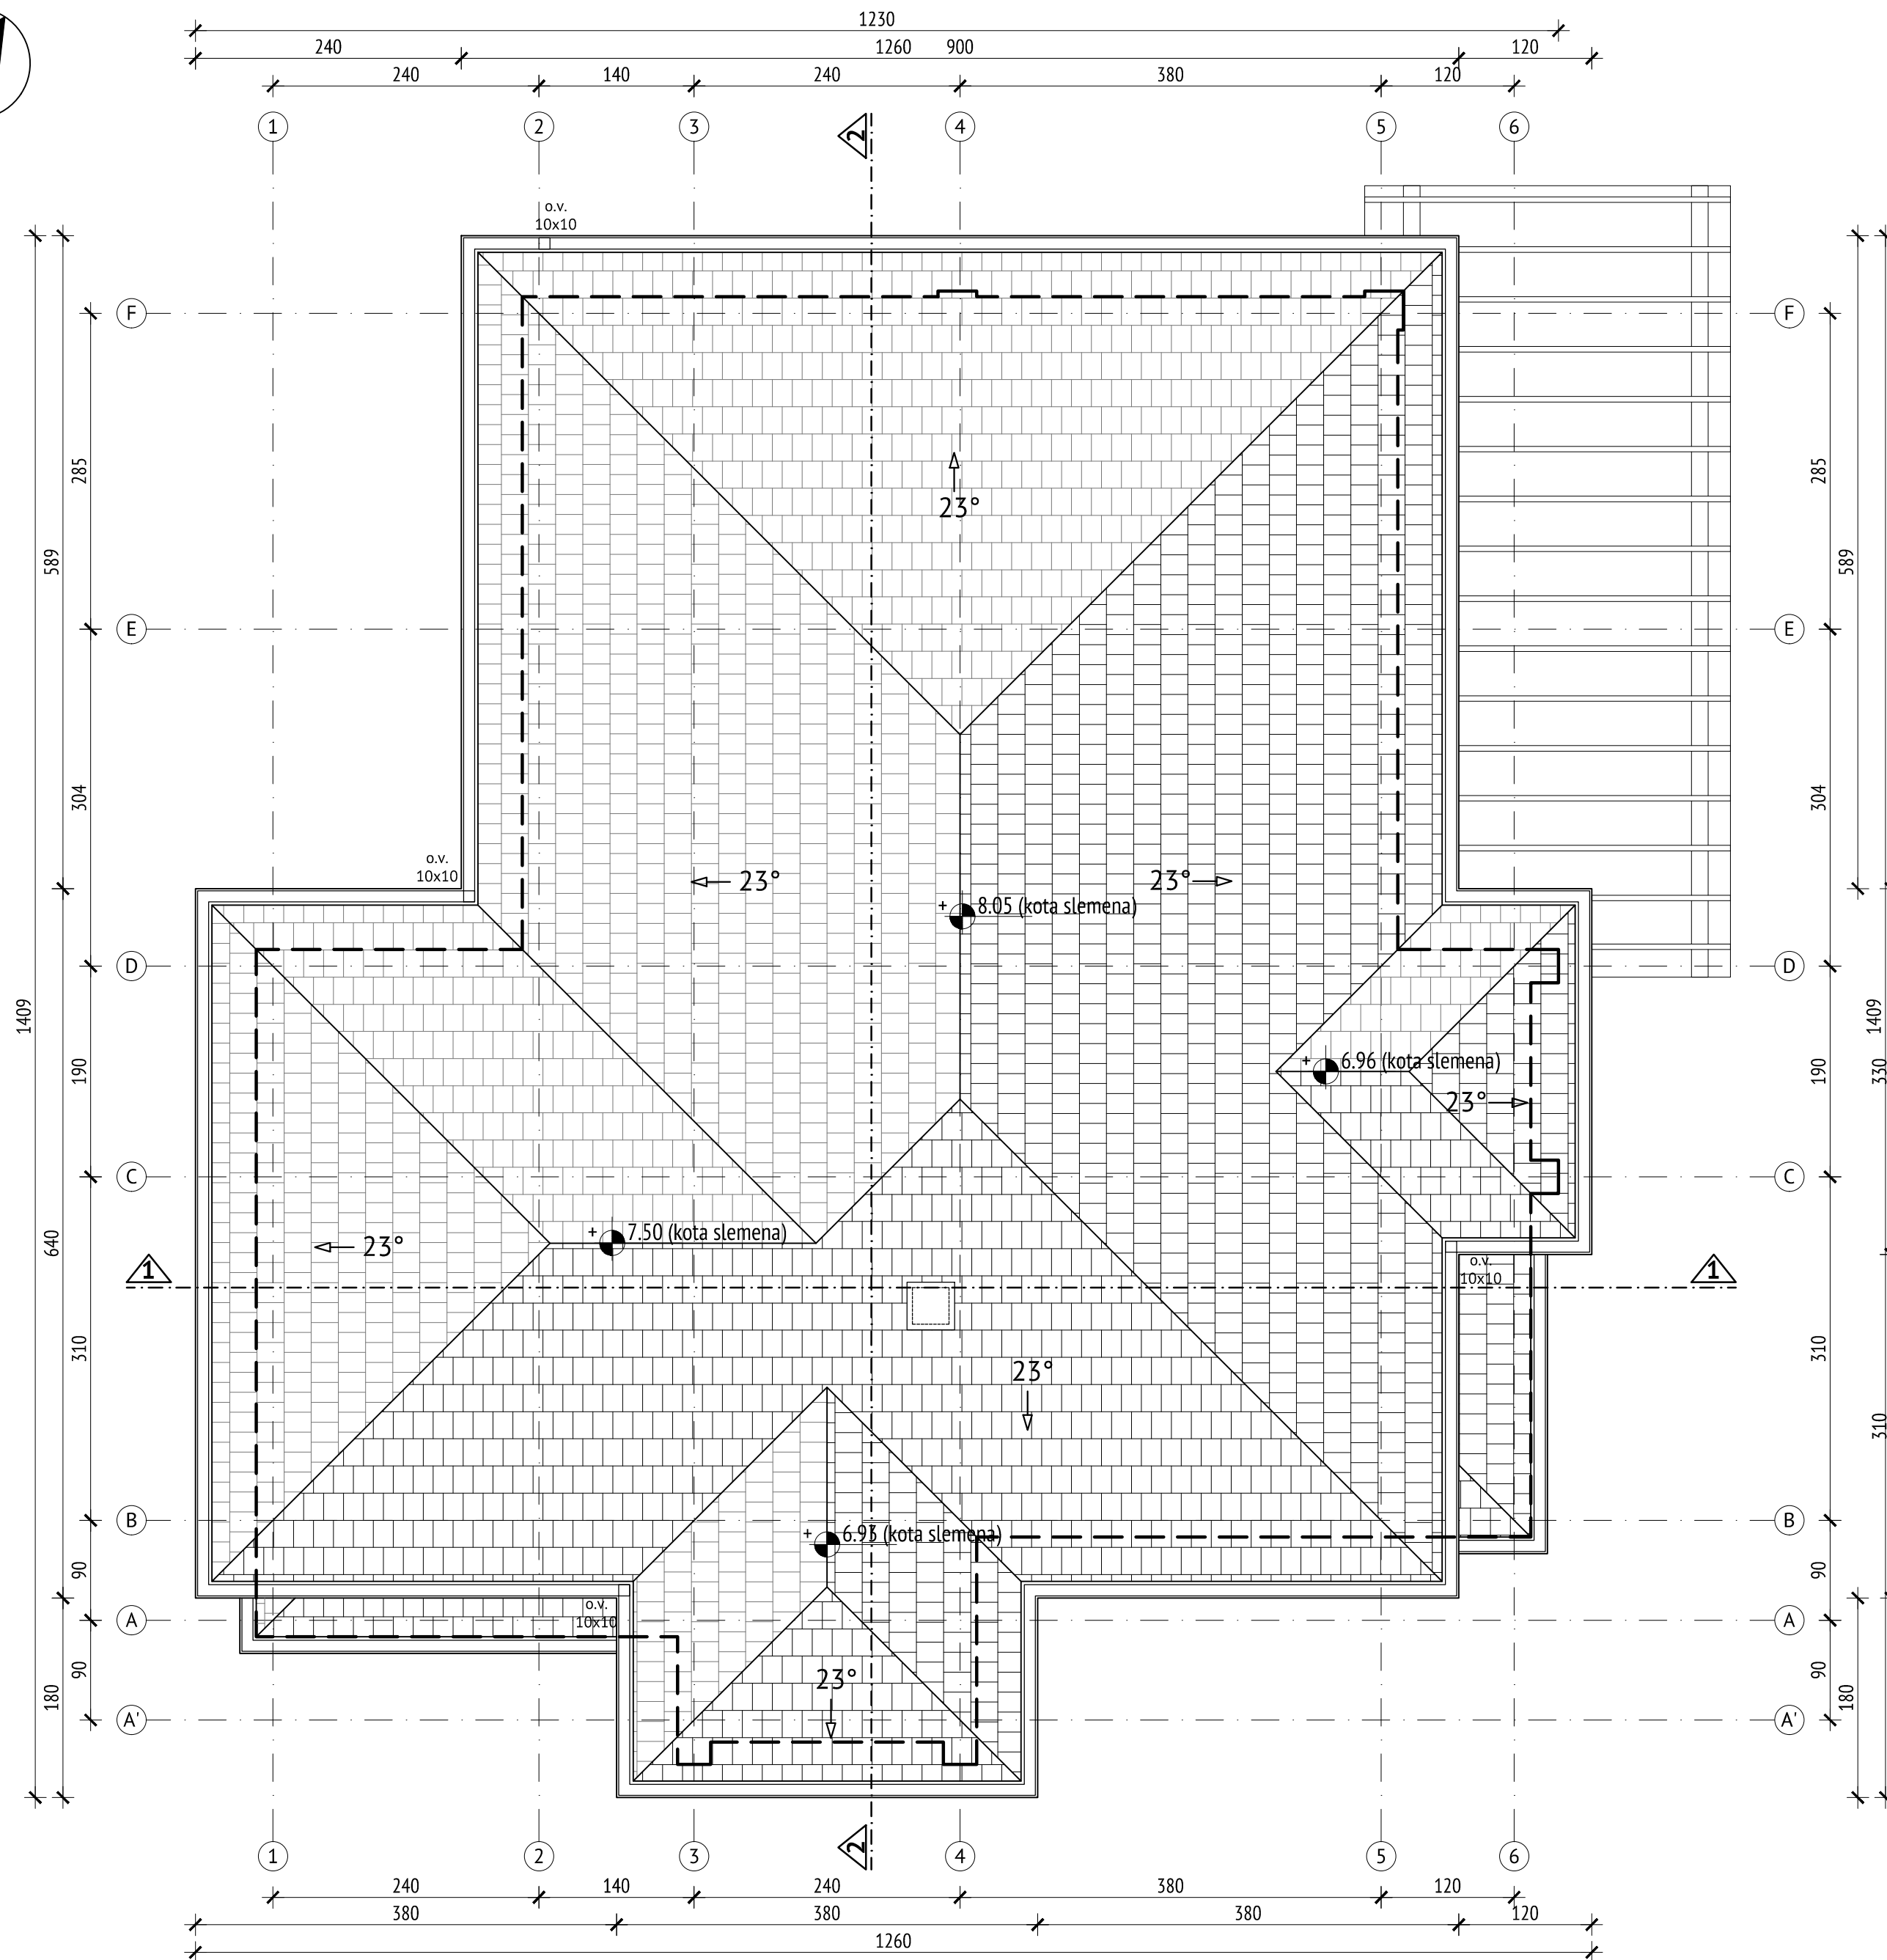 1230
240 1260 900 120
240 140 240 380 120
1 2 3 2 4 5 6
o.v.
10x10
F F
285 285
23°
589 589
E E
304 304
o.v.
10x10
23° 23°
8.05 (kota slemena)
D D
1409 1409
190 190 330
6.96 (kota slemena)
23°
C C
7.50 (kota slemena)
23°
640
1 1
o.v.
10x10
310 310 310
23°
B B
6.93 (kota slemena)
90 90
o.v.
10x10
A A
90 90
180 180
23°
A' A'
1 2 3 2 4 5 6
240 140 240 380 120
380 380 380 120
1260